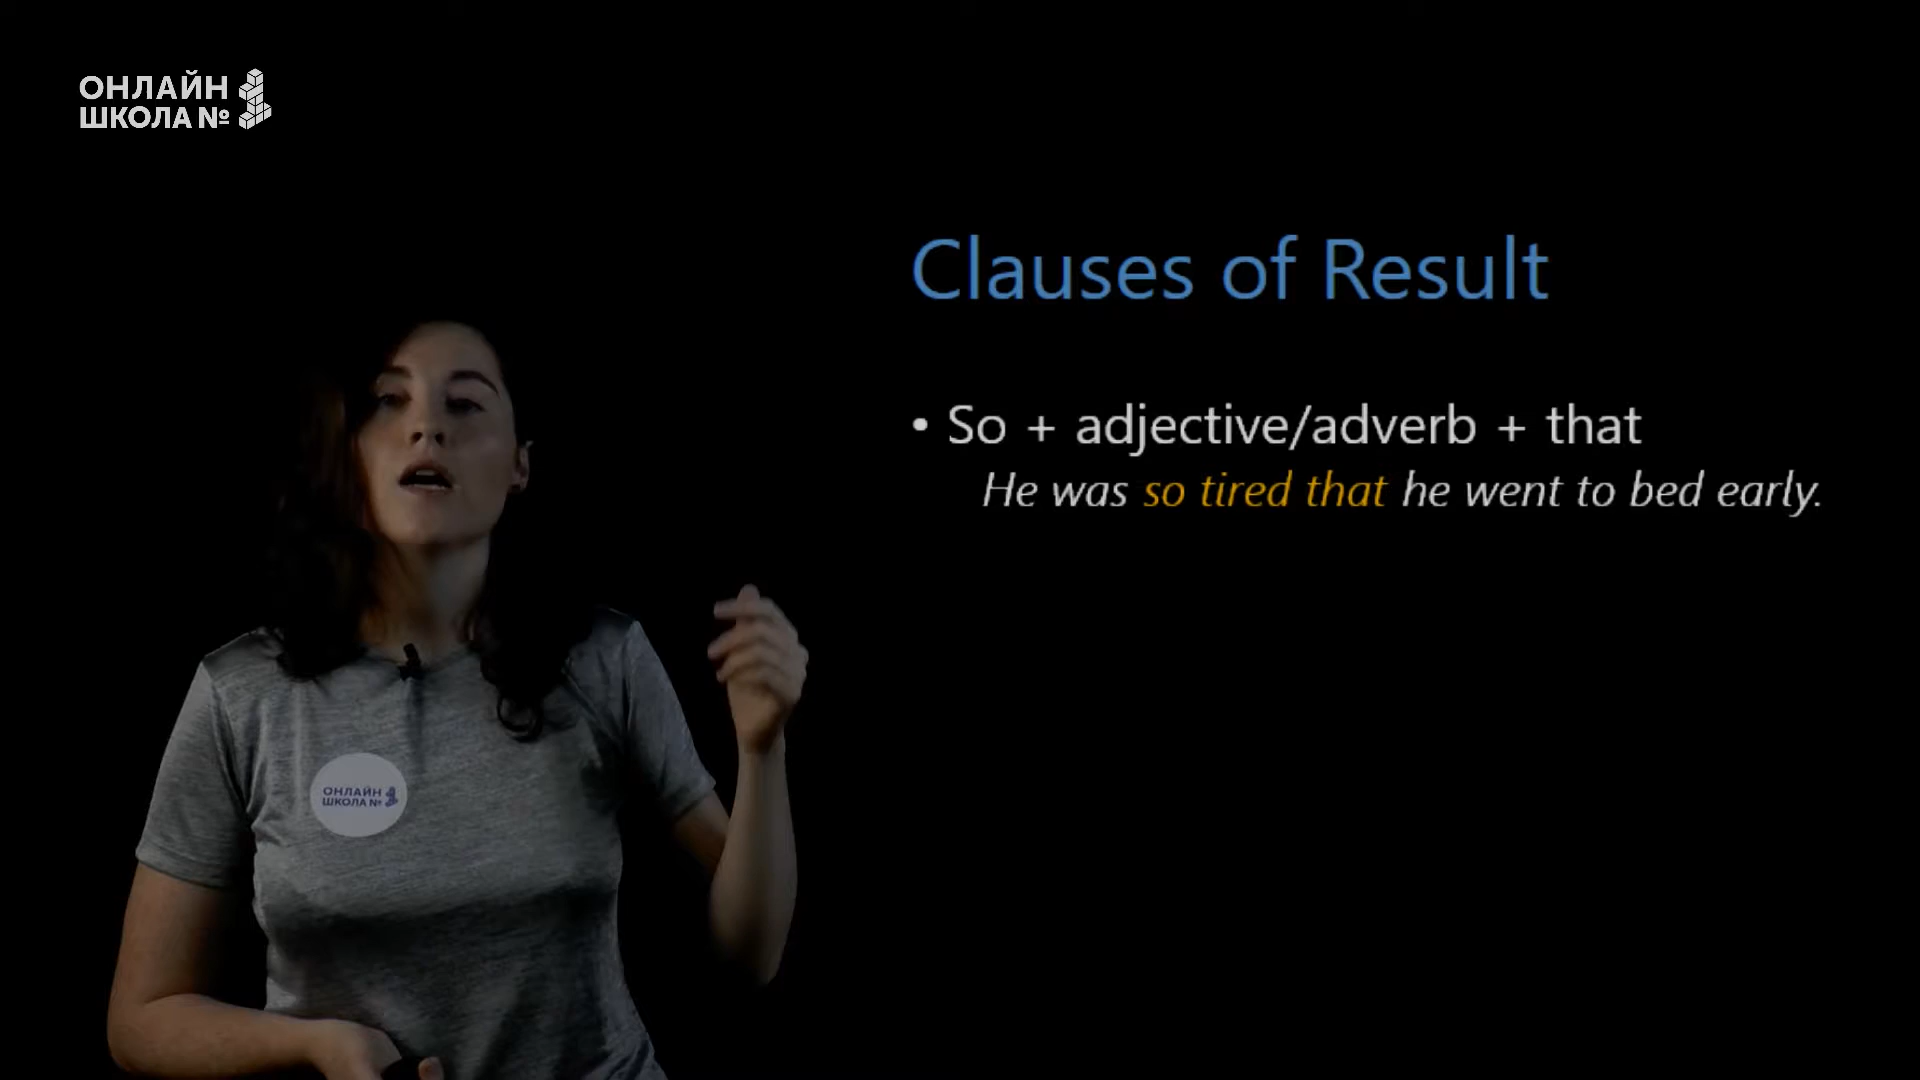 ОНЛАЙН
ШКОЛА №
Clauses of Result
• So + adjective/adverb + that
He was so tired that he went to bed early.
ОНЛАЙН
ШКОЛА №